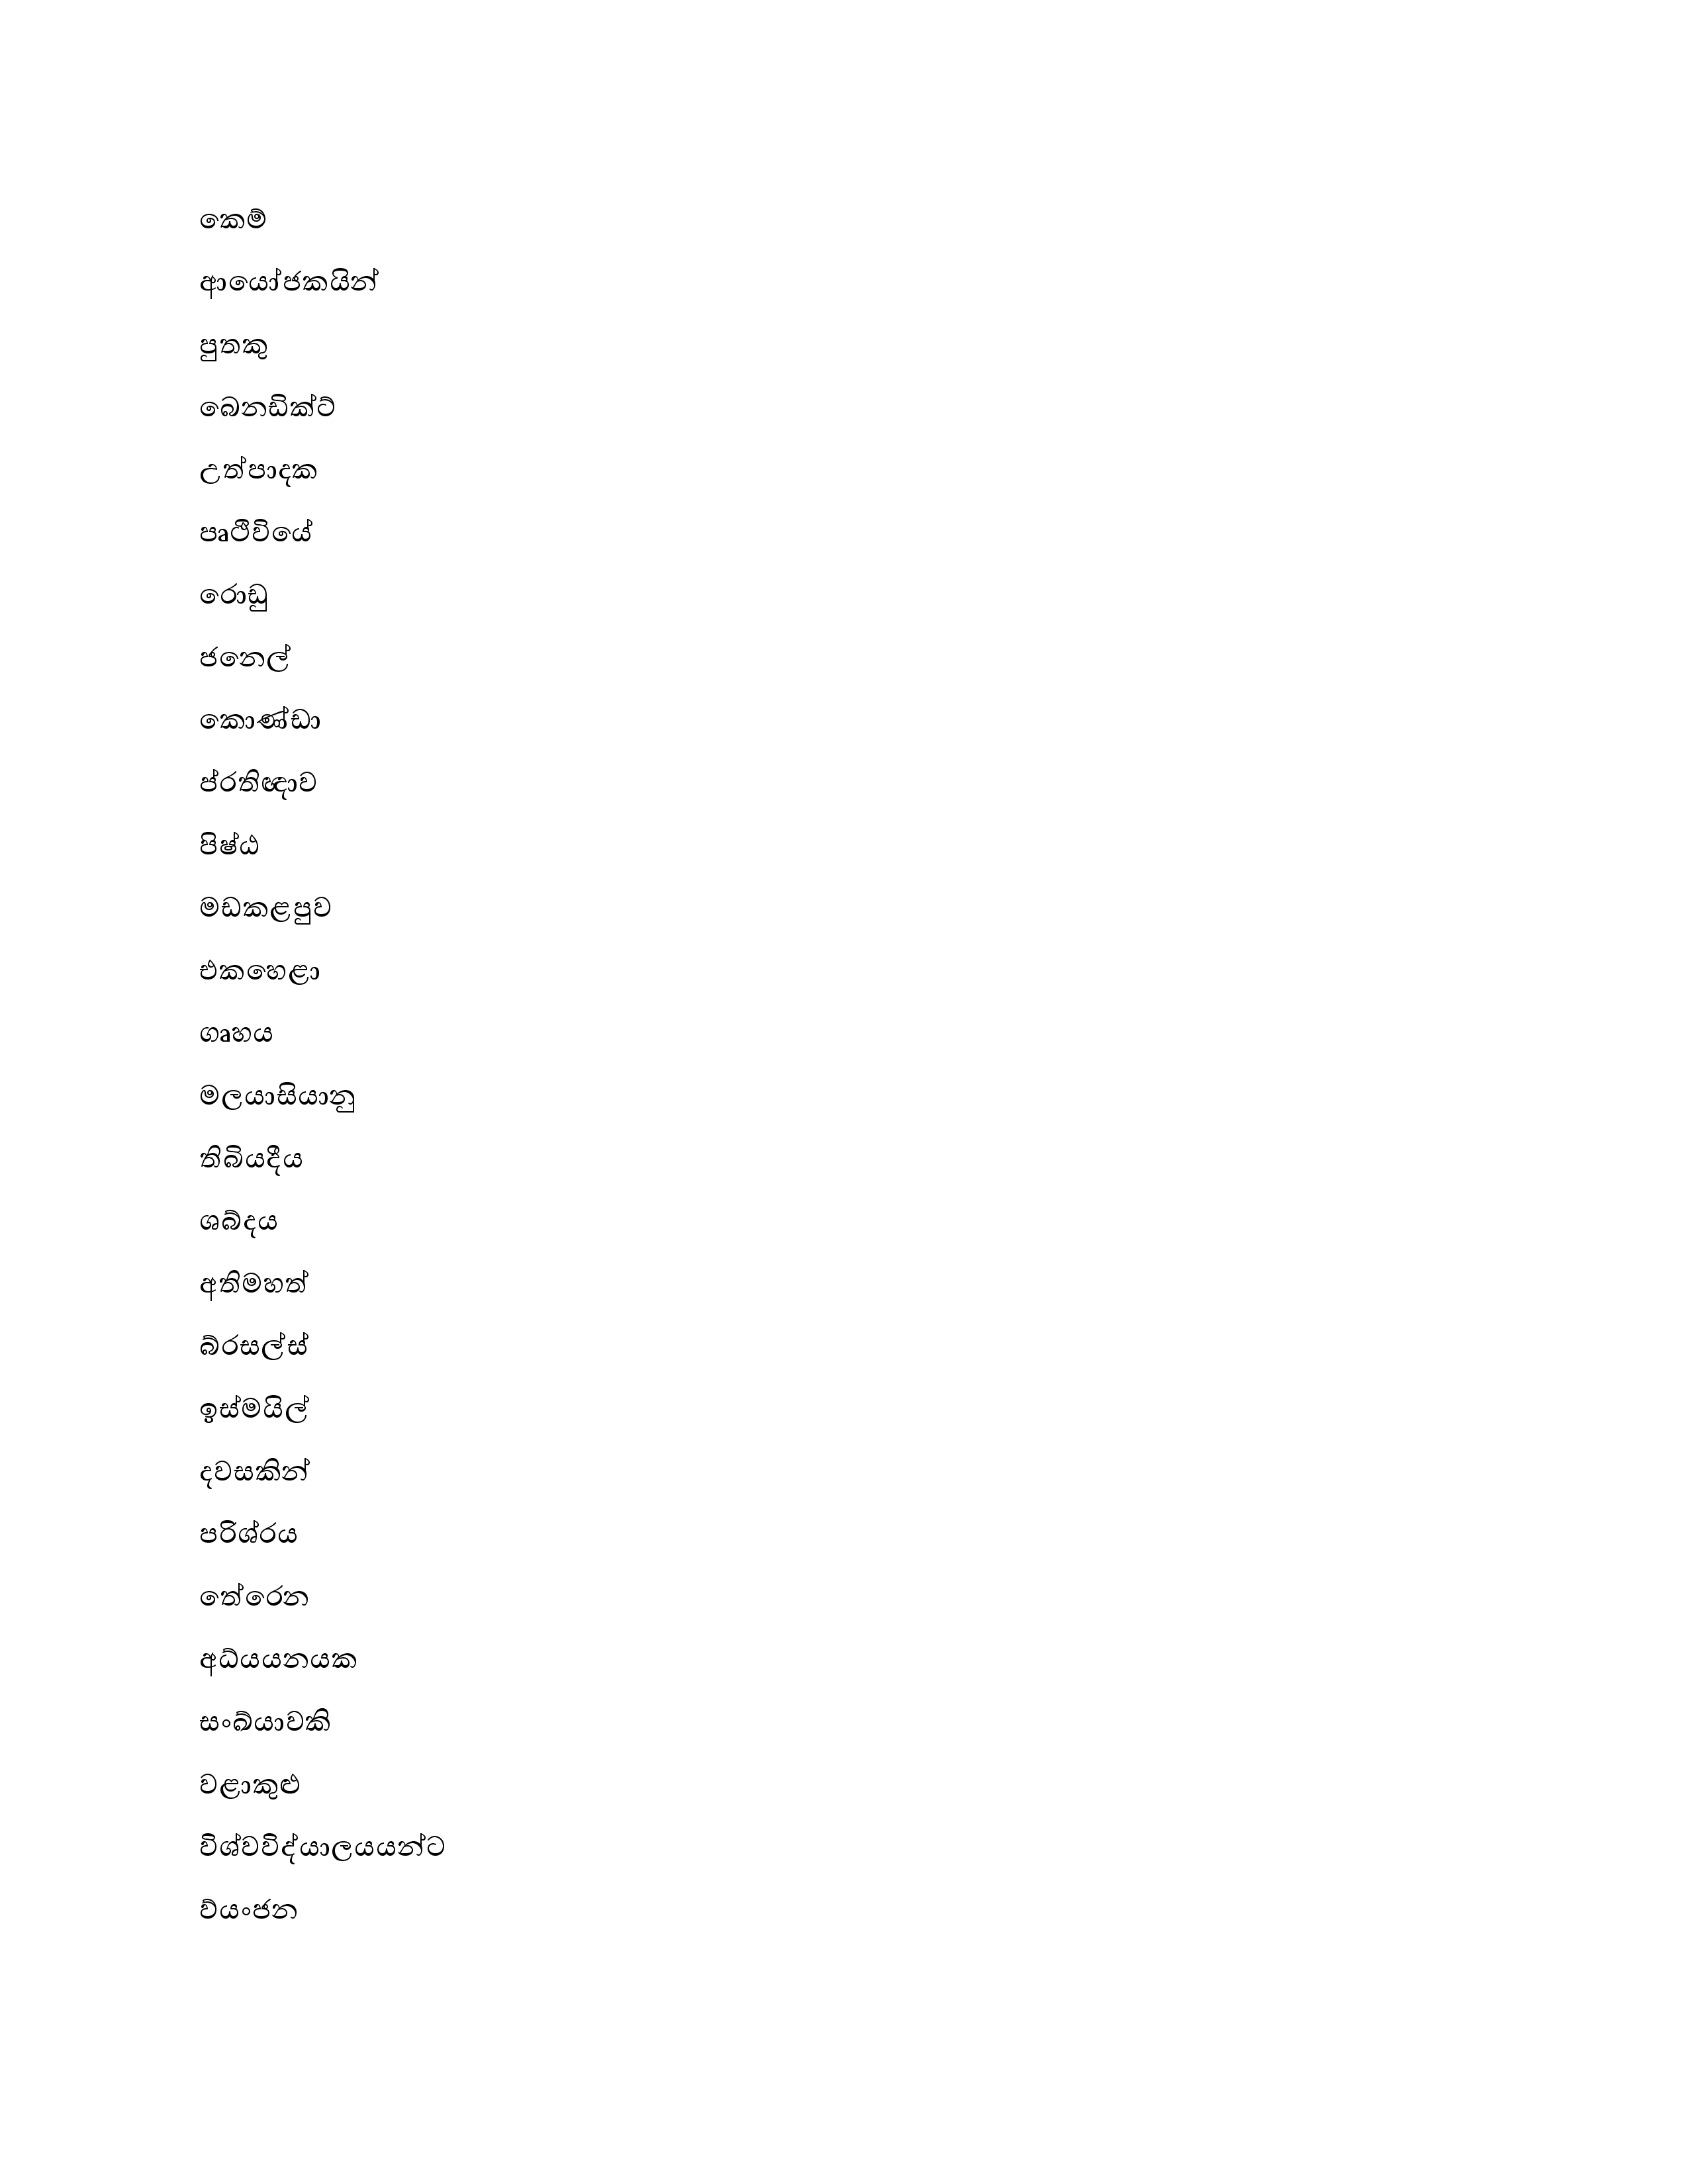 කෙම්
ආයෝජකයින්
පුතකු
බෙනඩික්ට්
උත්පාදක
පෘථිවියේ
රොඩු
ජනෙල්
කොණ්ඩා
ප්රතිඥාව
පිෂ්ඨ
මඩකළපුව
එකහෙළා
ගෘහය
මලයාසියානු
තිබියදීය
ශබ්දය
අතිමහත්
බ්රසල්ස්
ඉස්මයිල්
දවසකින්
පරිශ්රය
තේරෙන
අධ්යයනයක
සංඛ්යාවකි
වළාකුළු
විශ්වවිද්යාලයයන්ට
ව්යංජන